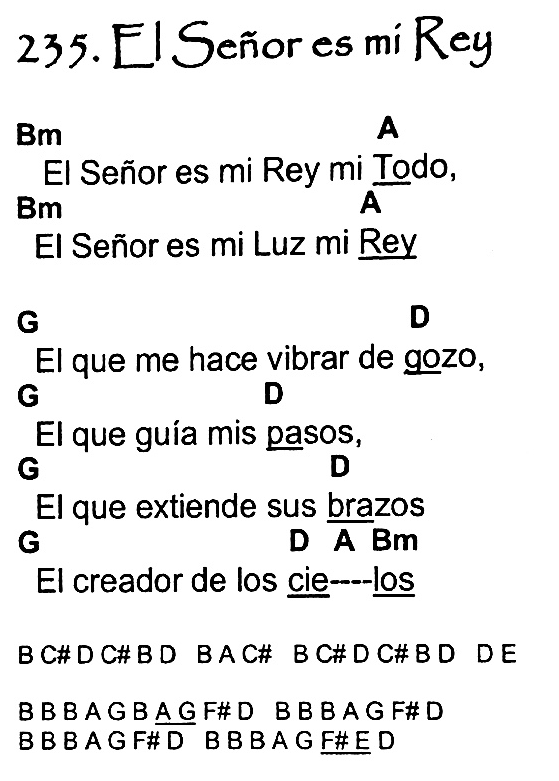 235. El Señor es mi Rey
Bm A
El Señor es mi Rey mi Todo,
Bm A
El Señor es mi Luz mi Rey
G D
El que me hace vibrar de gozo,
G D
El que guía mis pasos,
G D
El que extiende sus brazos
G D A Bm
El creador de los cie----los
B C# D C# B D B A C# B C# D C# B D D E
B B B A G B A G F# D B B B A G F# D
B B B A G F# D B B B A G F# E D